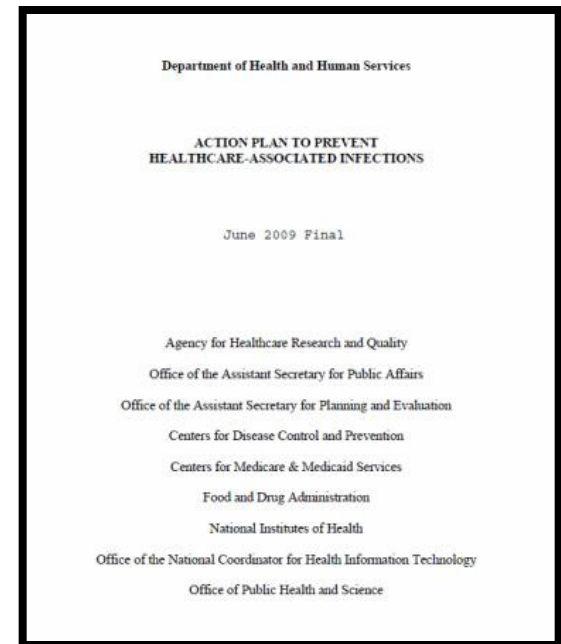 Department of Health and Human Services
ACTION PLAN TO PREVENT
HEALTHCARE-ASSOCIATED INFECTIONS
June 2009 Final
Agency for Healthcare Research and Quality
Office of the Assistant Secretary for Public Affairs
Office of the Assistant Secretary for Planning and Evaluation
Centers for Disease Control and Prevention
Centers for Medicare & Medicaid Services
Food and Drug Administration
National Institutes of Health
Office of the National Coordinator for Health Information Technology
Office of Public Health and Science